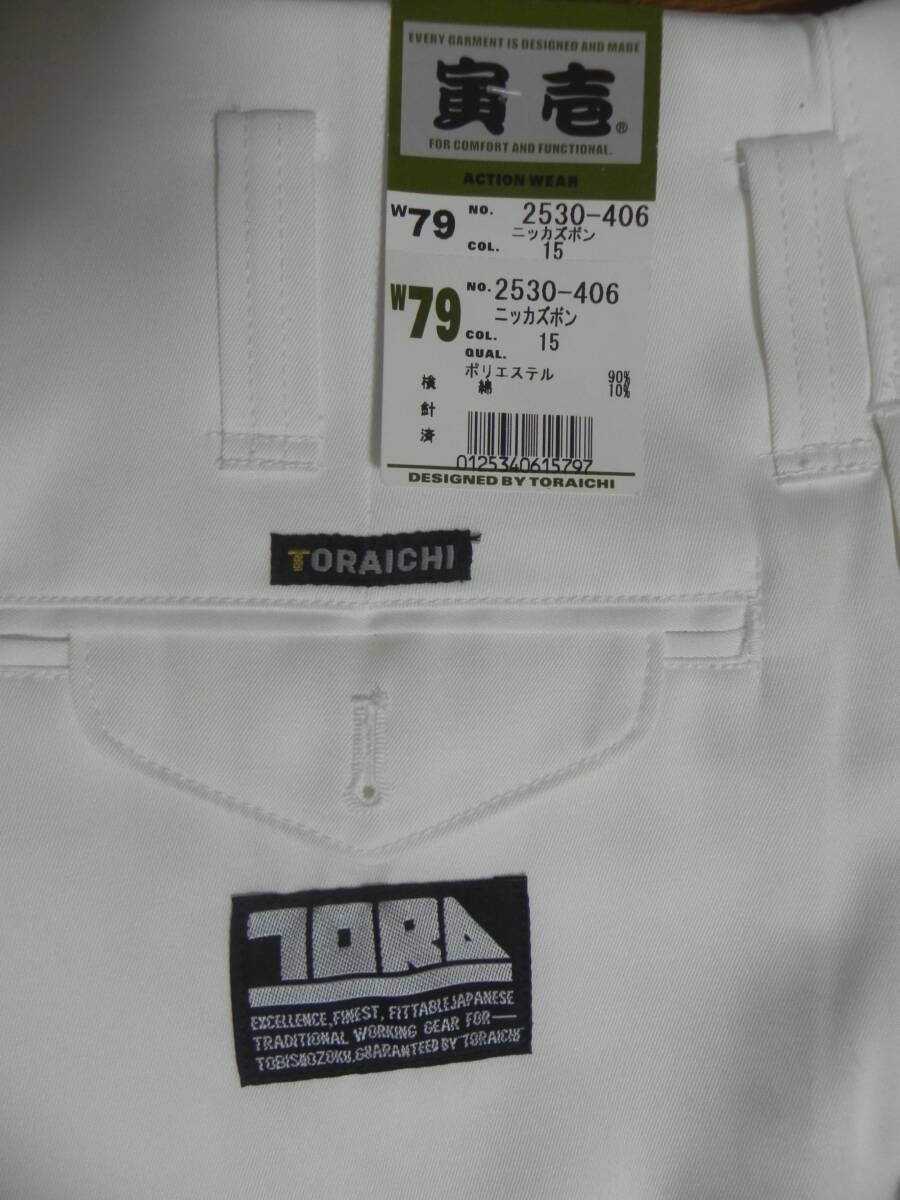 EVERY GARMENT IS DESIGNED AND MADE
寅壱®
FOR COMFORT AND FUNCTIONAL.
ACTION WEAR
W79 NO. 2530-406
ニッカズボン
COL. 15
W79 NO. 2530-406
ニッカズボン
COL. 15
QUAL.
ポリエステル 90%
綿 10%
検針済
0125340615797
DESIGNED BY TORAICHI
TORAICHI
TORA
EXCELLENCE, FINEST, FITTABLE JAPANESE
TRADITIONAL WORKING GEAR FOR—
TOBISHOZOKU. GUARANTEED BY TORAICHI